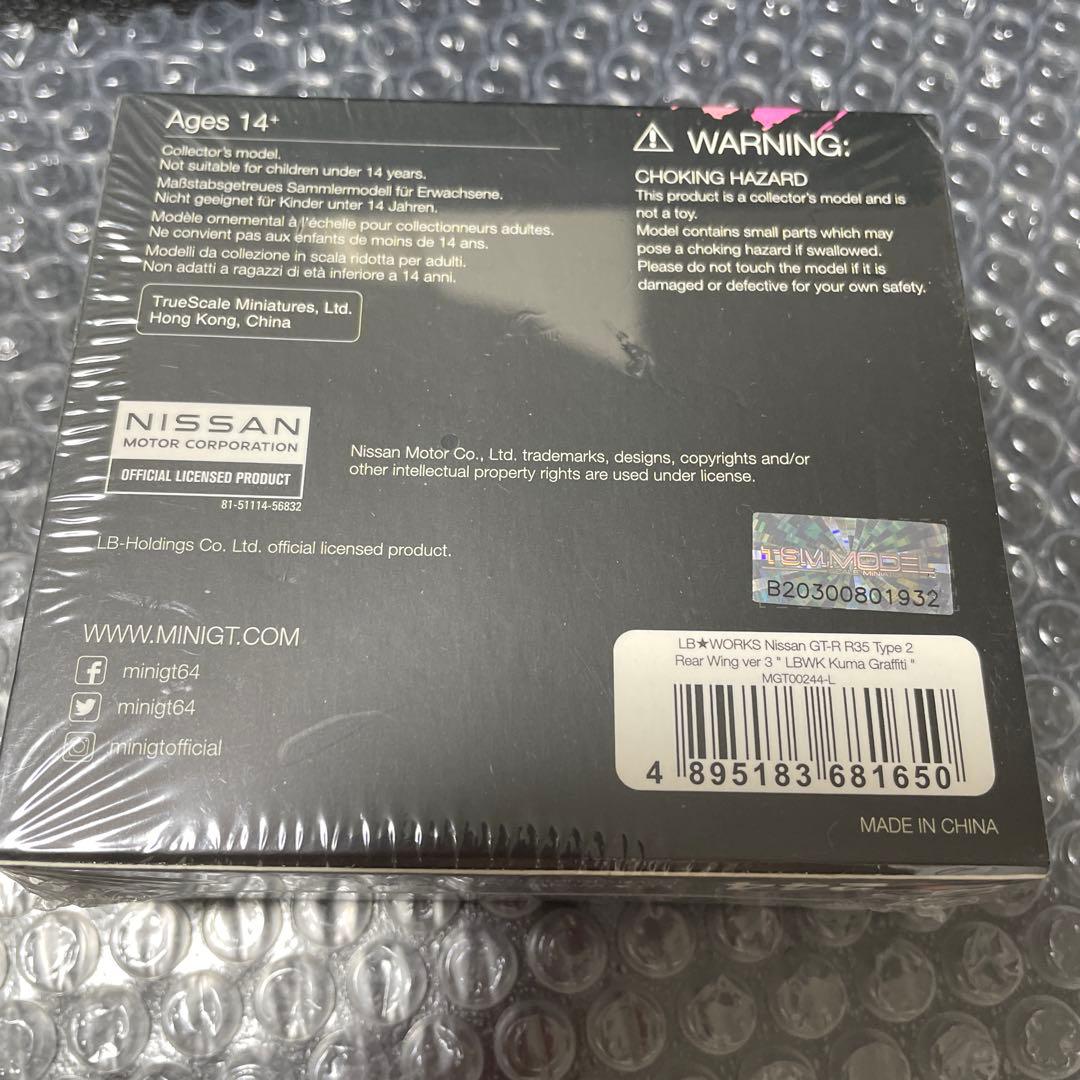 Ages 14+
Collector's model.
Not suitable for children under 14 years.
Maßstabsgetreues Sammlermodell für Erwachsene.
Nicht geeignet für Kinder unter 14 Jahren.
Modèle ornemental à l'échelle pour collectionneurs adultes.
Ne convient pas aux enfants de moins de 14 ans.
Modelli da collezione in scala ridotta per adulti.
Non adatti a ragazzi di età inferiore a 14 anni.
TrueScale Miniatures, Ltd.
Hong Kong, China
WARNING:
CHOKING HAZARD
This product is a collector's model and is
not a toy.
Model contains small parts which may
pose a choking hazard if swallowed.
Please do not touch the model if it is
damaged or defective for your own safety.
NISSAN
MOTOR CORPORATION
OFFICIAL LICENSED PRODUCT
81-51114-56832
Nissan Motor Co., Ltd. trademarks, designs, copyrights and/or
other intellectual property rights are used under license.
LB-Holdings Co. Ltd. official licensed product.
TSM.MODEL
B20300801932
WWW.MINIGT.COM
minigt64
minigt64
minigtofficial
LB★WORKS Nissan GT-R R35 Type 2
Rear Wing ver 3 " LBWK Kuma Graffiti "
MGT00244-L
4 895183 681650
MADE IN CHINA